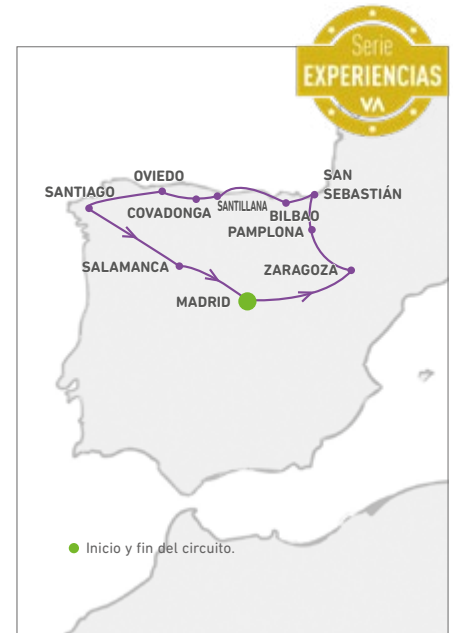 Serie
EXPERIENCIAS
VA
SAN
SEBASTIÁN
OVIEDO
SANTIAGO
COVADONGA
SANTILLANA
BILBAO
PAMPLONA
SALAMANCA
ZARAGOZA
MADRID
Inicio y fin del circuito.